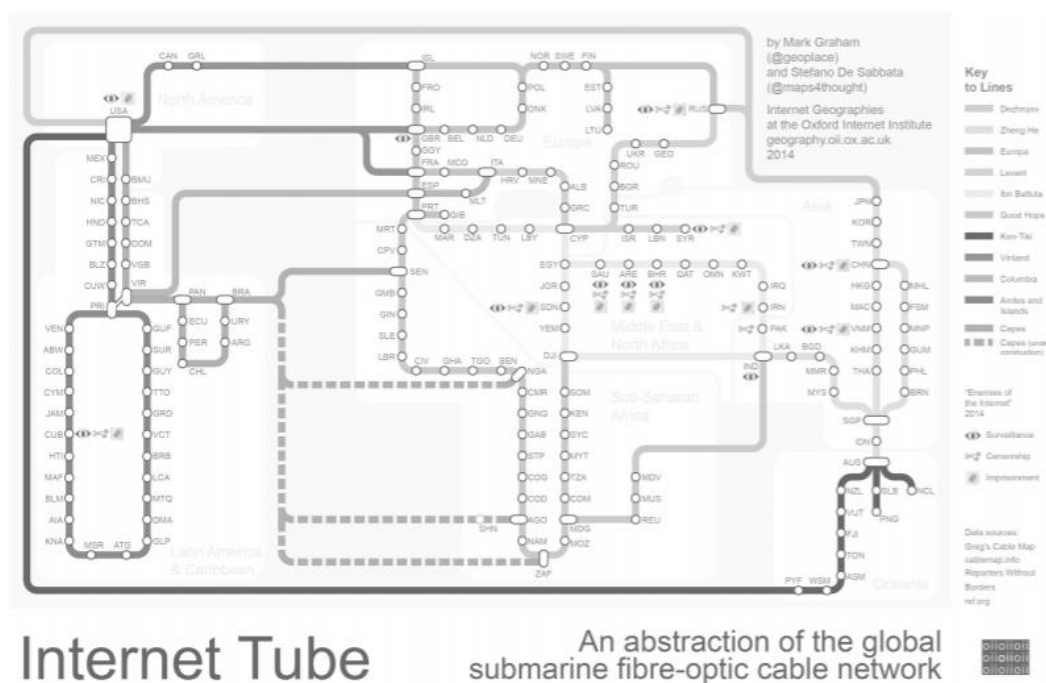 by Mark Graham
(@geoplace)
and Stefano De Sabbata
(@maps4thought)
Internet Geographies
at the Oxford Internet Institute
geography.oii.ox.ac.uk
2014
Key
to Lines
Dezhnyov
Zheng He
Europa
Levant
Ibn Battuta
Good Hope
Kon-Tiki
Vinland
Columbia
Andes and
Islands
Capes
Capes (under
construction)
"Enemies of
the Internet"
2014
Surveillance
Censorship
Imprisonment
Data sources:
Greg's Cable Map
cablemap.info
Reporters Without
Borders
rsf.org
North America
Europe
Asia
Middle East &
North Africa
Sub-Saharan
Africa
Latin America
& Caribbean
Oceania
CAN GRL
USA
MEX
CRI
NIC
HND
GTM
BLZ
CUW
PRI
BMU
BHS
TCA
DOM
VGB
VIR
VEN
ABW
COL
CYM
JAM
CUB
HTI
MAF
BLM
AIA
KNA
MSR ATG
GUF
SUR
GUY
TTO
GRD
VCT
BRB
LCA
MTQ
DMA
GLP
PAN
ECU
PER
CHL
BRA
URY
ARG
ISL
FRO
IRL
GBR BEL NLD DEU
GGY
FRA MCO ITA
ESP
MLT
PRT
GIB
NOR SWE FIN
POL
DNK
EST
LVA
LTU
RUS
UKR GEO
ROU
BGR
TUR
HRV MNE
ALB
GRC
MAR DZA TUN LBY CYP ISR LBN SYR
MRT
CPV
SEN
GMB
GIN
SLE
LBR
CIV GHA TGO BEN NGA
CMR
GNQ
GAB
STP
COG
COD
AGO
SHN
NAM
ZAF
EGY
JOR
SDN
YEM
DJI
SOM
KEN
SYC
MYT
TZA
COM
MDG
MOZ
SAU ARE BHR QAT OMN KWT
IRQ
IRN
PAK
IND
LKA BGD
MMR
MYS
MDV
MUS
REU
JPN
KOR
TWN
CHN
HKG
MAC
VNM
KHM
THA
MHL
FSM
MNP
GUM
PHL
BRN
SGP
IDN
AUS
NZL SLB NCL
VUT PNG
FJI
TON
ASM
PYF WSM
Internet Tube
An abstraction of the global
submarine fibre-optic cable network